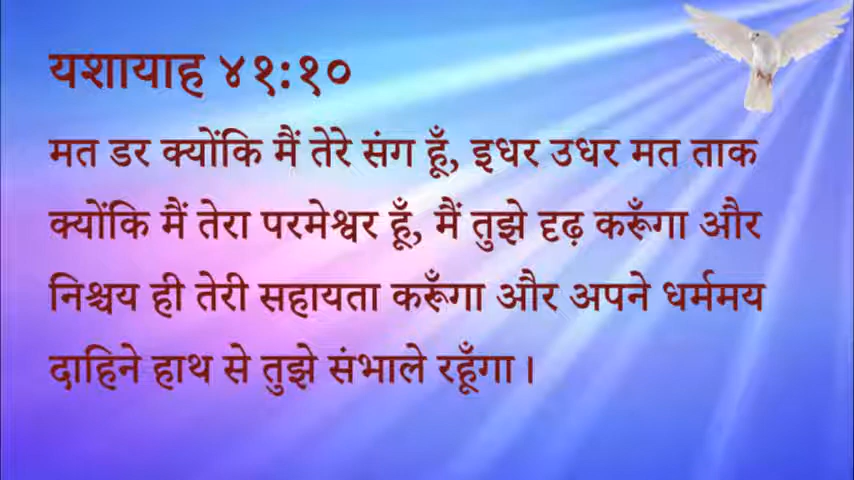 यशायाह ४१:१०
मत डर क्योंकि मैं तेरे संग हूँ, इधर उधर मत ताक
क्योंकि मैं तेरा परमेश्वर हूँ, मैं तुझे दृढ़ करूँगा और
निश्चय ही तेरी सहायता करूँगा और अपने धर्ममय
दाहिने हाथ से तुझे संभाले रहूँगा।